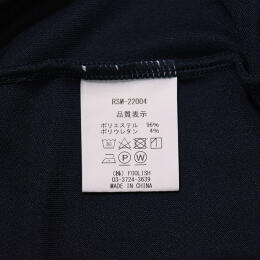 RSM-22004
品質表示
ポリエステル 96%
ポリウレタン 4%
(株) FOOLISH
03-3724-3639
MADE IN CHINA